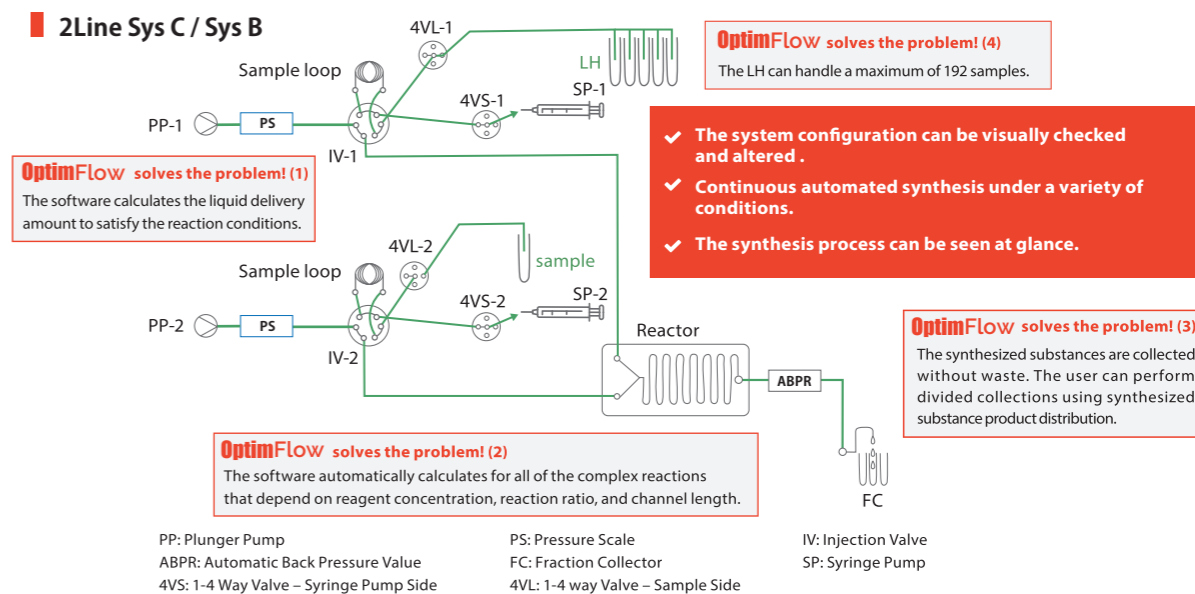 2Line Sys C / Sys B
4VL-1
Sample loop
LH
SP-1
4VS-1
PP-1
PS
IV-1
OptimFlow solves the problem! (4)
The LH can handle a maximum of 192 samples.
The system configuration can be visually checked
and altered .
Continuous automated synthesis under a variety of
conditions.
The synthesis process can be seen at glance.
OptimFlow solves the problem! (1)
The software calculates the liquid delivery
amount to satisfy the reaction conditions.
4VL-2
Sample loop
sample
SP-2
4VS-2
PP-2
PS
IV-2
Reactor
ABPR
FC
OptimFlow solves the problem! (3)
The synthesized substances are collected
without waste. The user can perform
divided collections using synthesized
substance product distribution.
OptimFlow solves the problem! (2)
The software automatically calculates for all of the complex reactions
that depend on reagent concentration, reaction ratio, and channel length.
PP: Plunger Pump
PS: Pressure Scale
IV: Injection Valve
ABPR: Automatic Back Pressure Value
FC: Fraction Collector
SP: Syringe Pump
4VS: 1-4 Way Valve – Syringe Pump Side
4VL: 1-4 way Valve – Sample Side